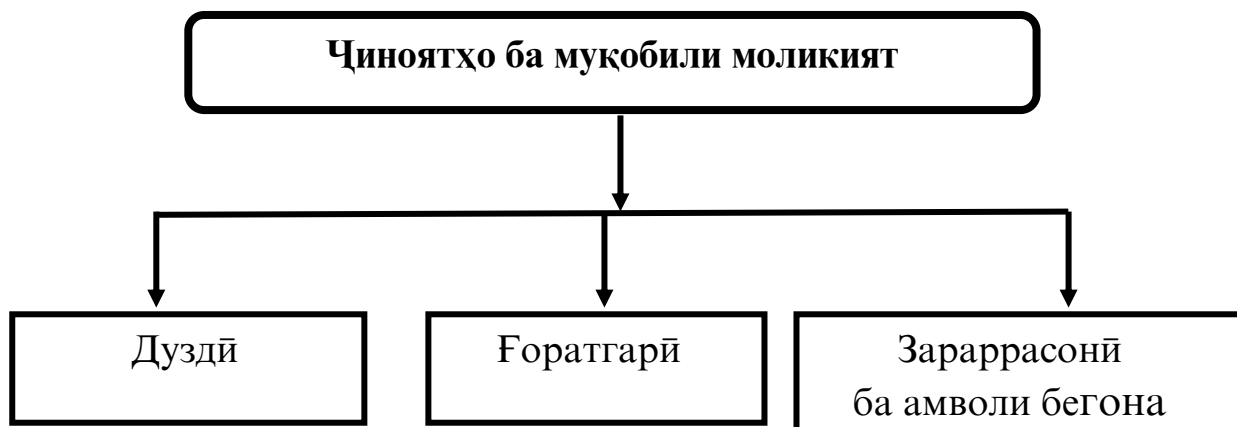 Ҷиноятҳо ба муқобили моликият
Дуздӣ
Ғоратгарӣ
Зараррасонӣ
ба амволи бегона